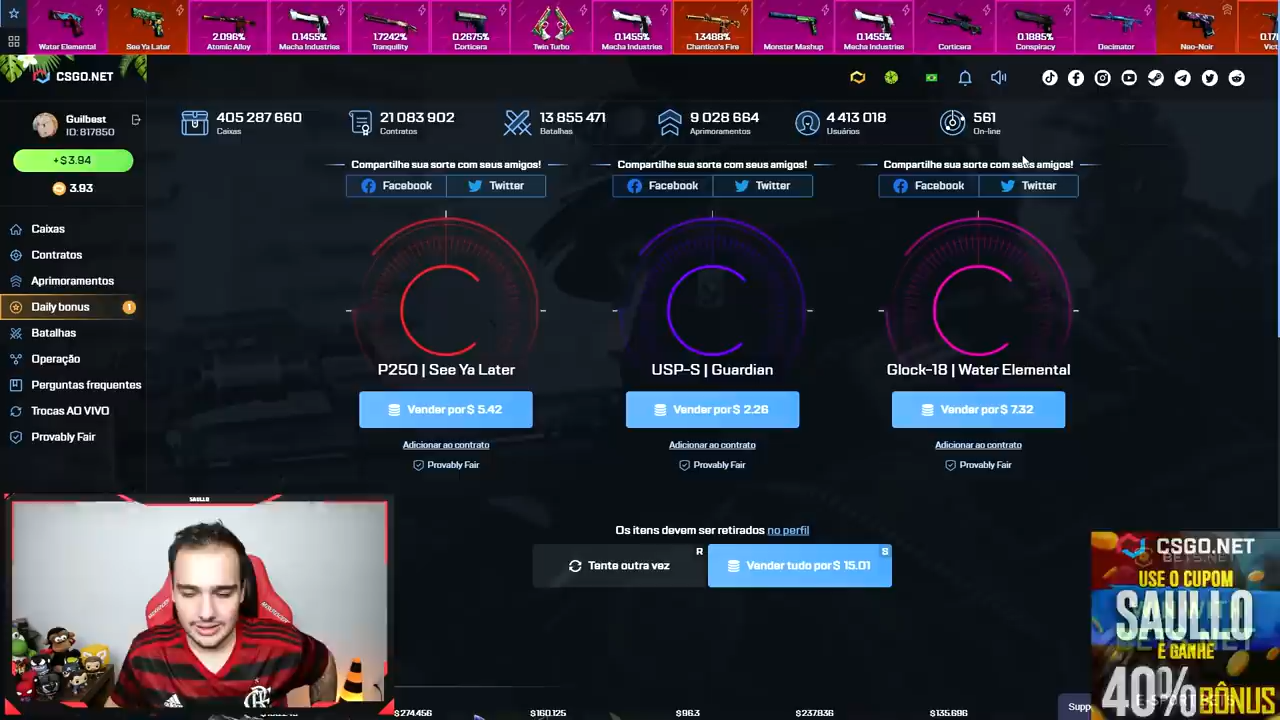 Water Elemental
See Ya Later
2.096%
Atomic Alloy
0.1455%
Mecha Industries
1.7242%
Tranquility
0.2675%
Corticera
Twin Turbo
0.1455%
Mecha Industries
1.3488%
Chantico's Fire
Monster Mashup
0.1455%
Mecha Industries
Corticera
0.1885%
Conspiracy
Decimator
Neo-Noir
CSGO.NET
Guilbest
ID: 817850
+$3.94
3.93
405 287 660
Caixas
21 083 902
Contratos
13 855 471
Batalhas
9 028 664
Aprimoramentos
4 413 018
Usuários
561
On-line
Caixas
Contratos
Aprimoramentos
Daily bonus
1
Batalhas
Operação
Perguntas frequentes
Trocas AO VIVO
Provably Fair
Compartilhe sua sorte com seus amigos!
Facebook
Twitter
P250 | See Ya Later
Vender por $ 5.42
Adicionar ao contrato
Provably Fair
Compartilhe sua sorte com seus amigos!
Facebook
Twitter
USP-S | Guardian
Vender por $ 2.26
Adicionar ao contrato
Provably Fair
Compartilhe sua sorte com seus amigos!
Facebook
Twitter
Glock-18 | Water Elemental
Vender por $ 7.32
Adicionar ao contrato
Provably Fair
Os itens devem ser retirados no perfil
Tente outra vez
R
Vender tudo por $ 15.01
S
SAULLO
CSGO.NET
USE O CUPOM
SAULLO
E GANHE
40% BÔNUS
$274.456
$160.125
$96.3
$237.836
$135.696